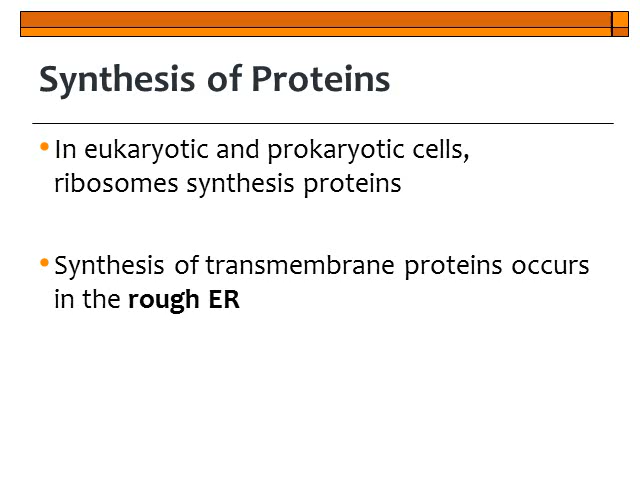 Synthesis of Proteins
•In eukaryotic and prokaryotic cells,
ribosomes synthesis proteins
•Synthesis of transmembrane proteins occurs
in the rough ER